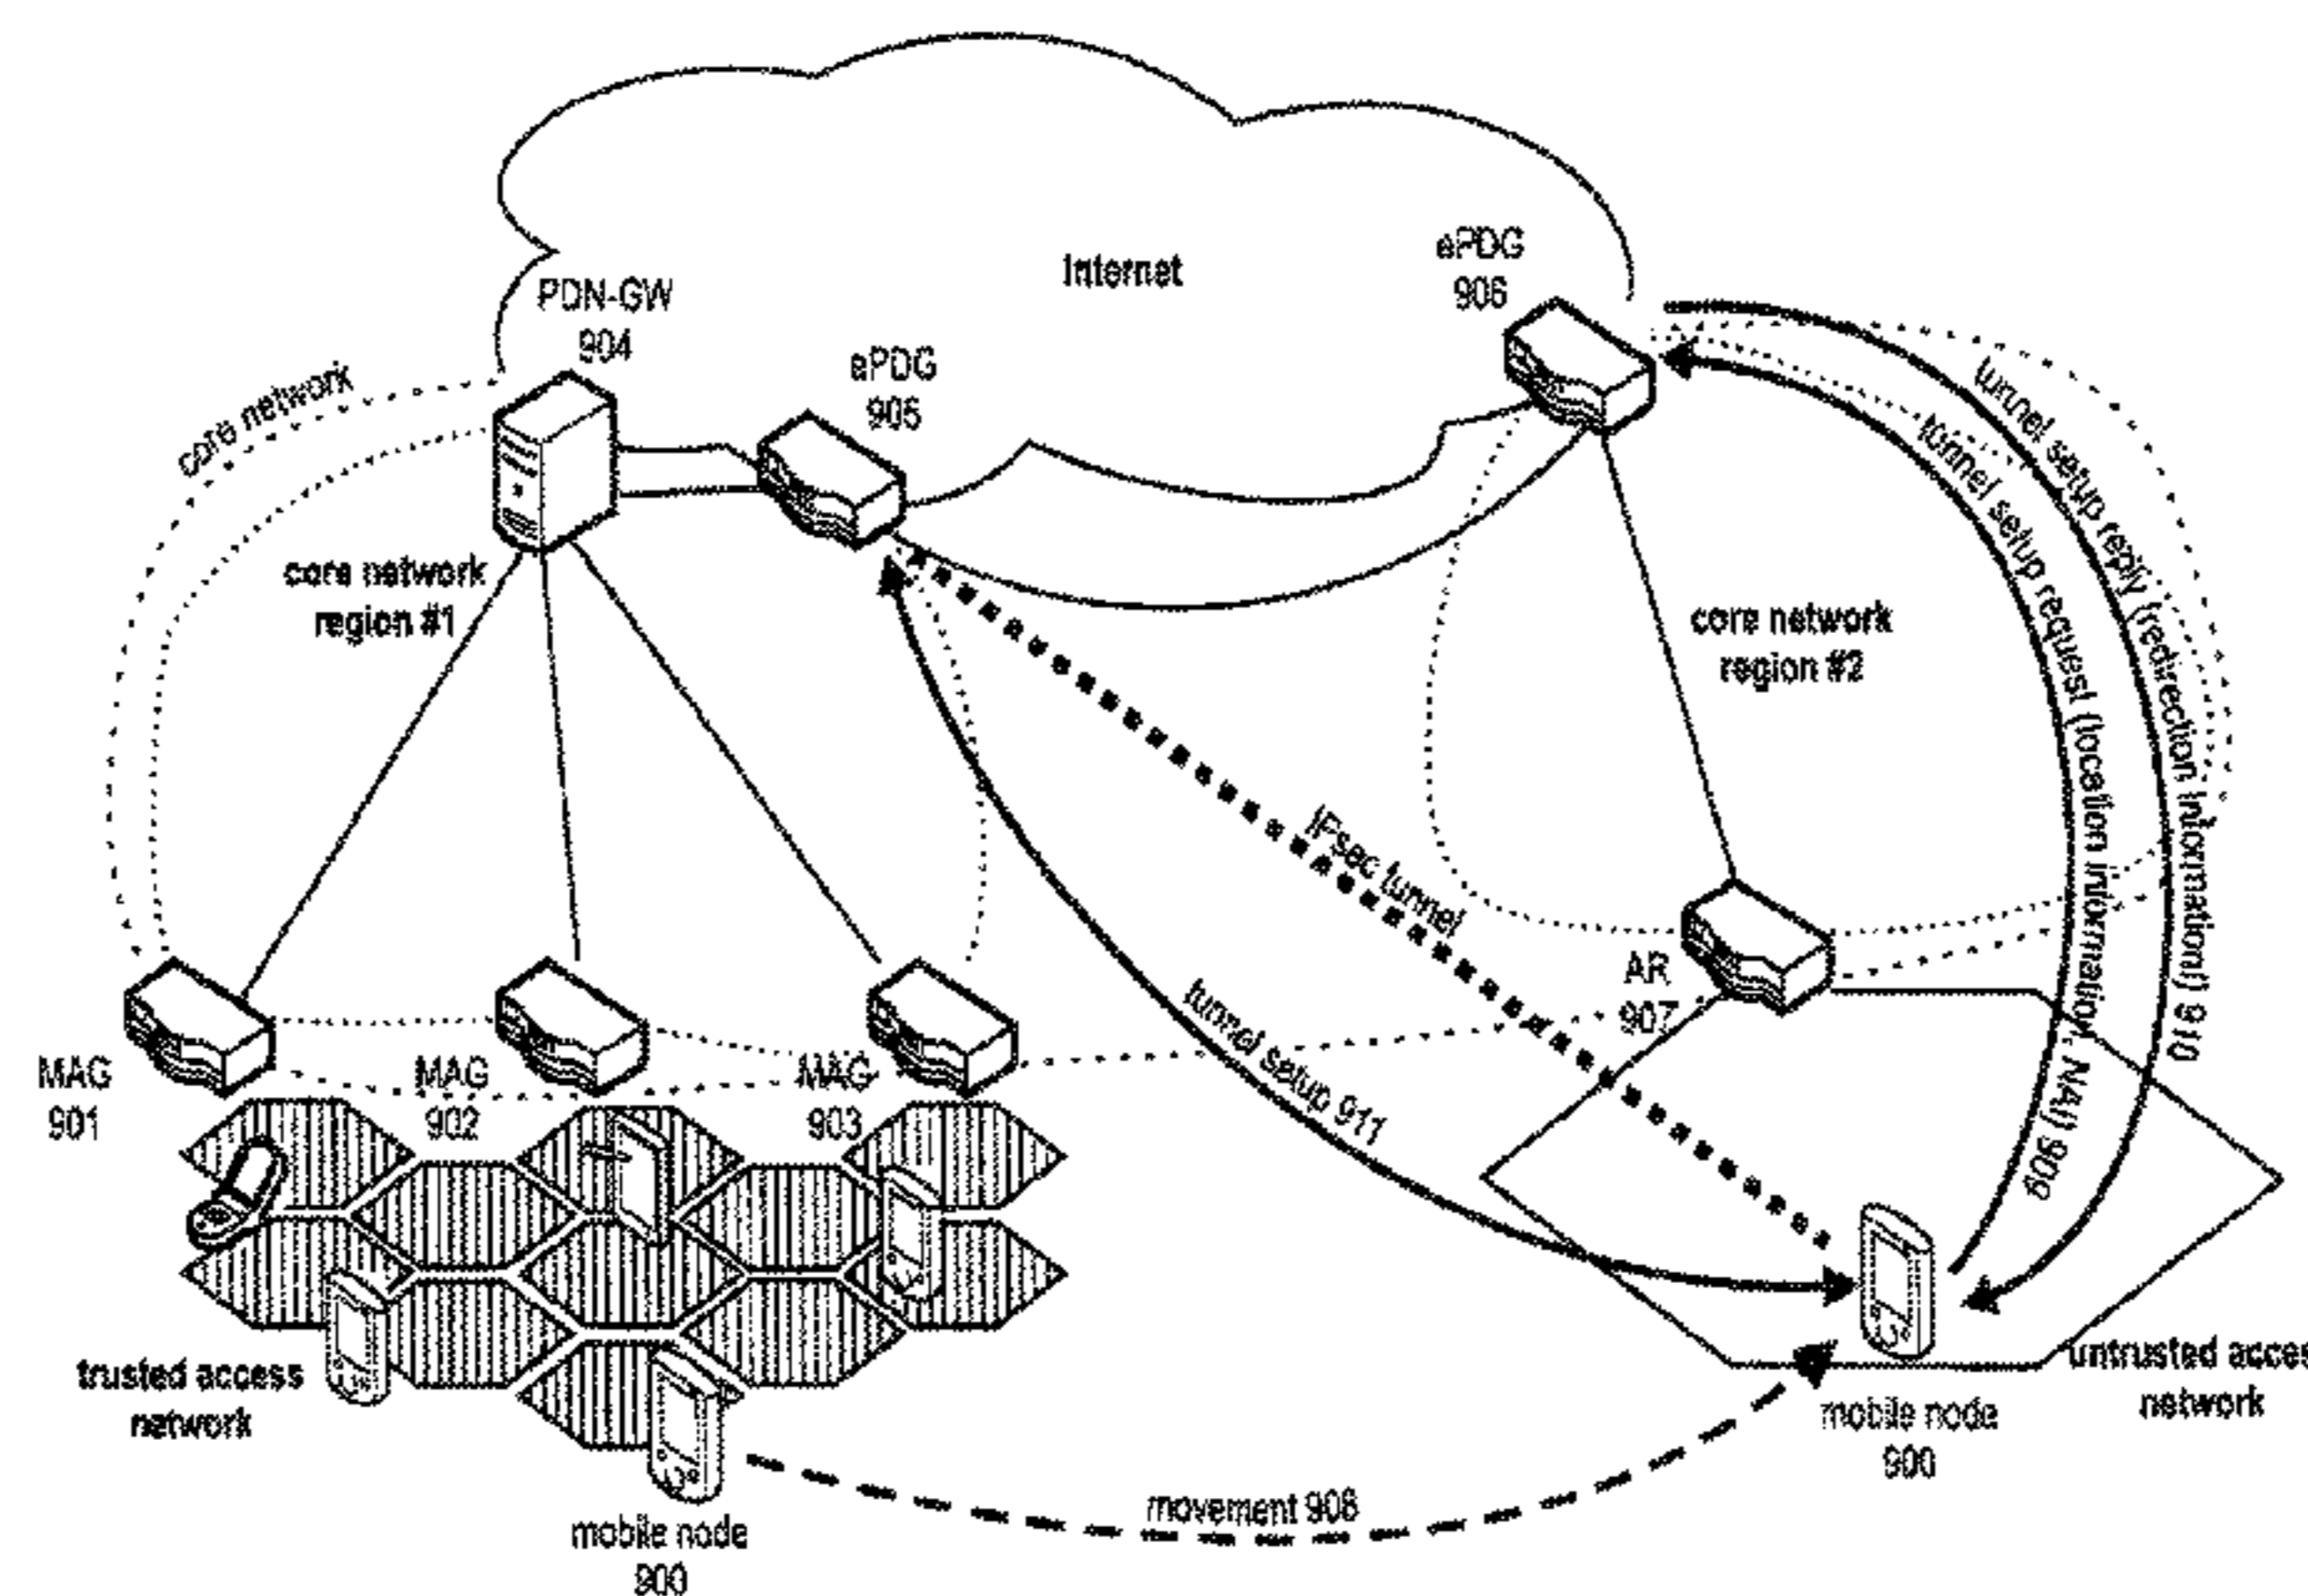 Internet
ePDG
906
PDN-GW
904
ePDG
905
core network
tunnel setup reply (redirection information!) 910
tunnel setup request (location information, NAI) 909
core network
region #1
core network
region #2
IPsec tunnel
AR
907
tunnel setup 911
MAG
901
MAG
902
MAG
903
trusted access
network
untrusted acces
network
mobile node
900
movement 908
mobile node
900